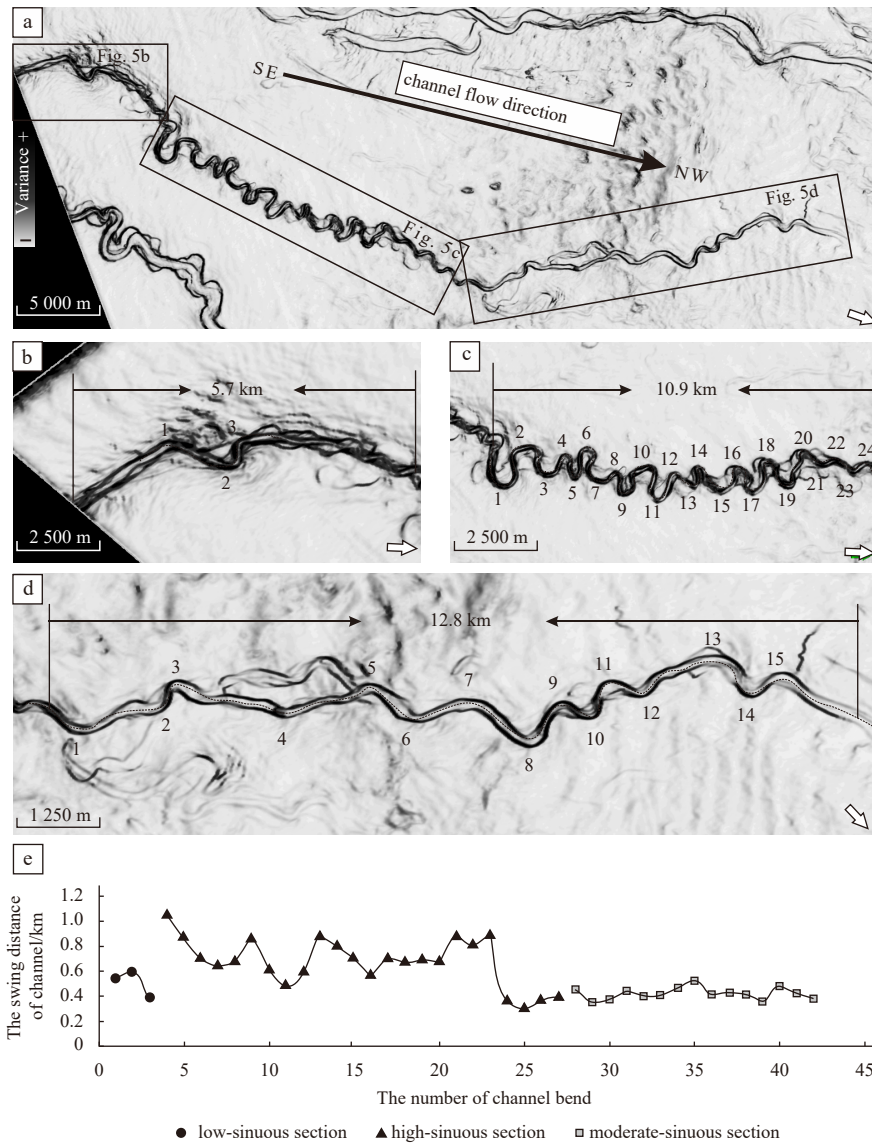 a
Fig. 5b
SE
channel flow direction
NW
Variance +
−
Fig. 5c
Fig. 5d
5 000 m
b
5.7 km
1
3
2
2 500 m
c
10.9 km
2 4 6 8 10 12 14 16 18 20 22 24
1 3 5 7 9 11 13 15 17 19 21 23
2 500 m
d
12.8 km
3 5 7 9 11 13 15
1 2 4 6 8 10 12 14
1 250 m
e
The swing distance
of channel/km
1.2
1.0
0.8
0.6
0.4
0.2
0
0 5 10 15 20 25 30 35 40 45
The number of channel bend
low-sinuous section high-sinuous section moderate-sinuous section